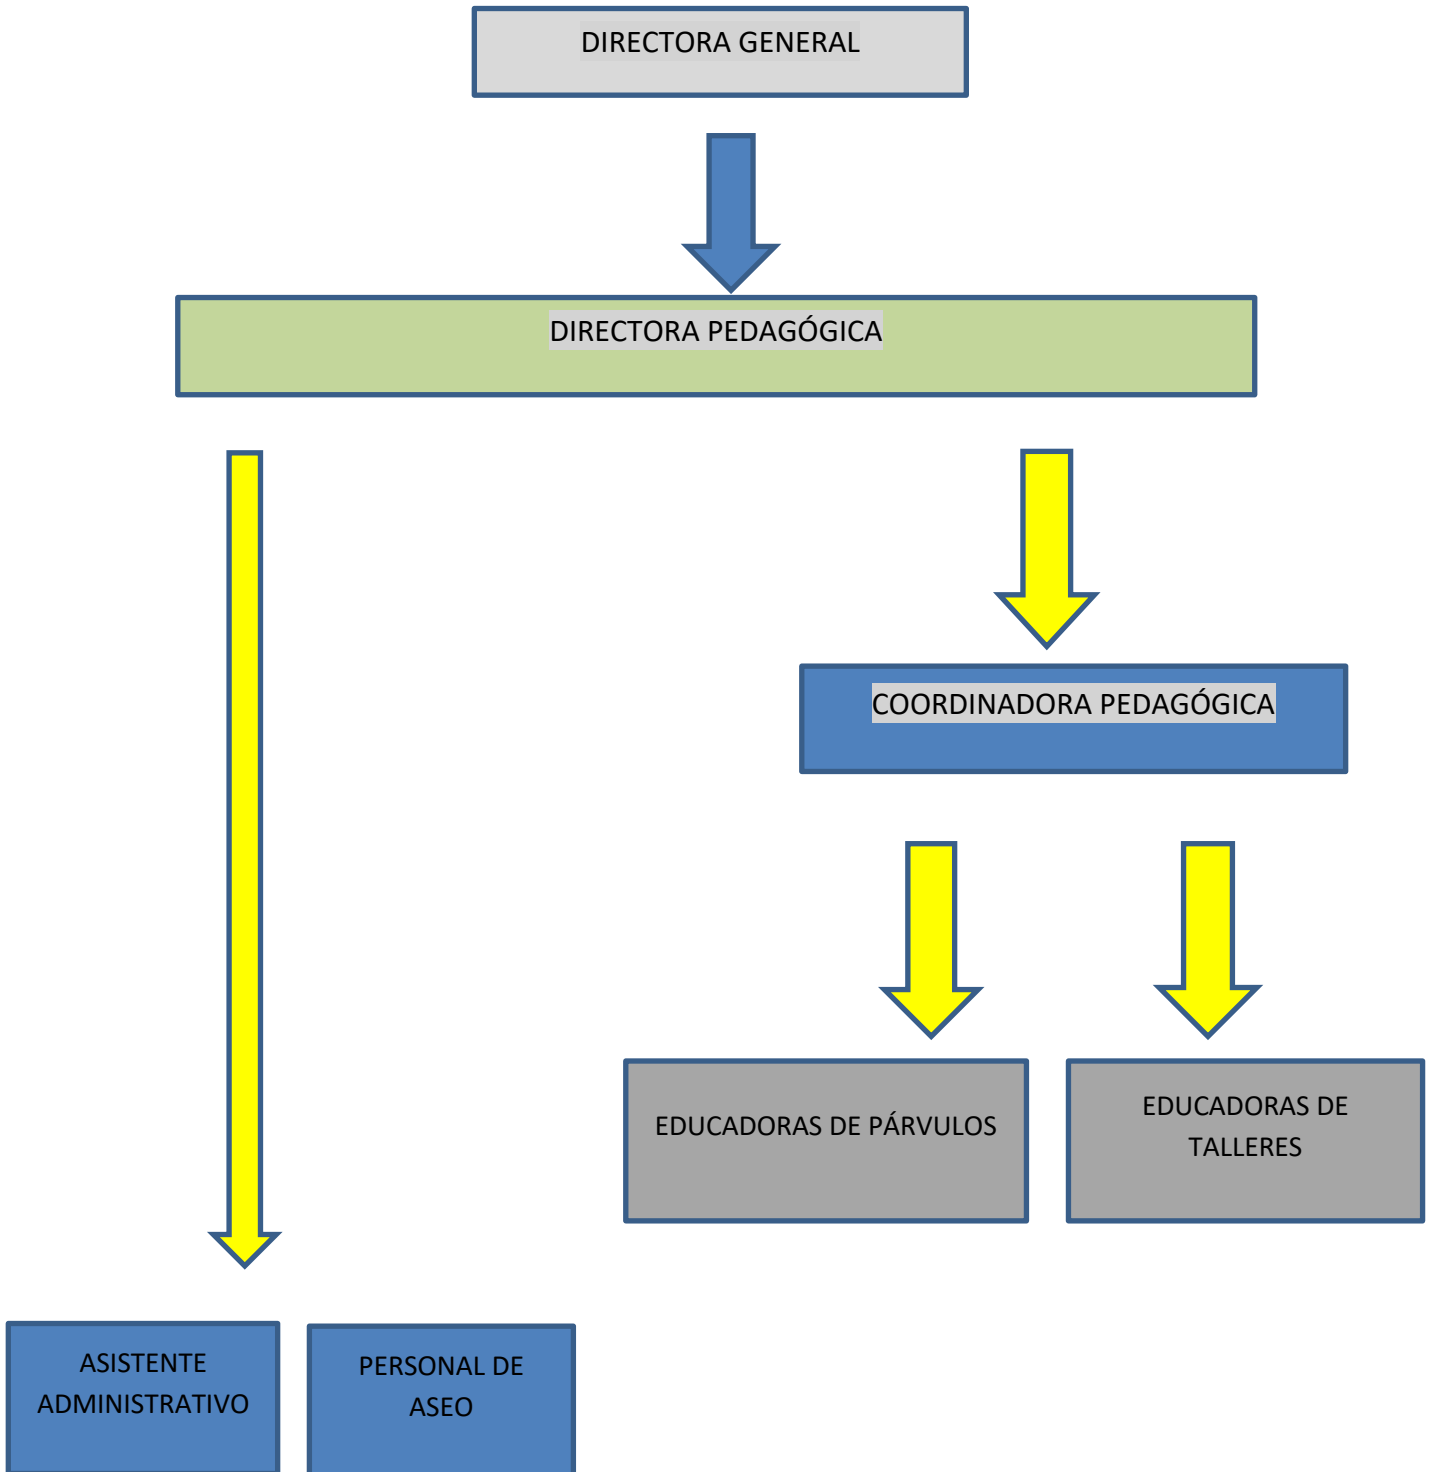 DIRECTORA GENERAL
DIRECTORA PEDAGÓGICA
COORDINADORA PEDAGÓGICA
EDUCADORAS DE PÁRVULOS
EDUCADORAS DE
TALLERES
ASISTENTE
ADMINISTRATIVO
PERSONAL DE
ASEO